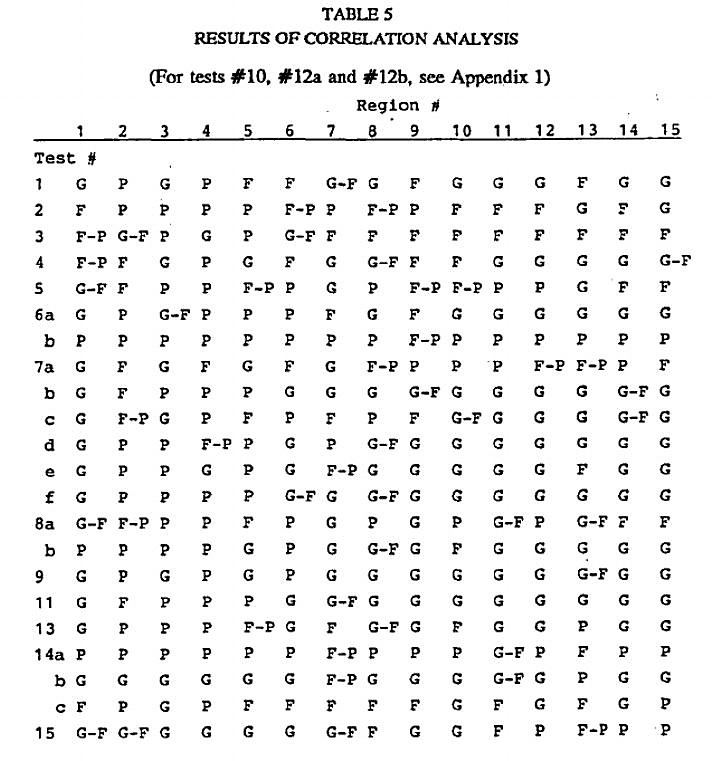 TABLE 5
RESULTS OF CORRELATION ANALYSIS
(For tests #10, #12a and #12b, see Appendix 1)
Region #
1 2 3 4 5 6 7 8 9 10 11 12 13 14 15
Test #
1 G P G P F F G-F G F G G G F G G
2 F P P P P F-P P F-P P F F F G F G
3 F-P G-F P G P G-F F F F F F F F F F
4 F-P F G P G F G G-F F F G G G G G-F
5 G-F F P P F-P P G P F-P F-P P P G F F
6a G P G-F P P P F G F G G G G G G
b P P P P P P P P F-P P P P P P P
7a G F G F G F G F-P P P P F-P F-P P F
b G F P P P G G G G-F G G G G G-F G
c G F-P G P F P F P F G-F G G G G-F G
d G P P F-P P G P G-F G G G G G G G
e G P P G P G F-P G G G G G F G G
f G P P P P G-F G G-F G G G G G G G
8a G-F F-P P P F P G P G P G-F P G-F F F
b P P P P G P G G-F G F G G G G G
9 G P G P G P G G G G G G G-F G G
11 G F P P P G G-F G G G G G G G G
13 G P P P F-P G F G-F G F G G P G G
14a P P P P P P F-P P P P G-F P F P P
b G G G G G G F-P G G G G-F G P G G
c F P G P F F F F F G F G F G P
15 G-F G-F G G G G G-F F G G F P F-P P P